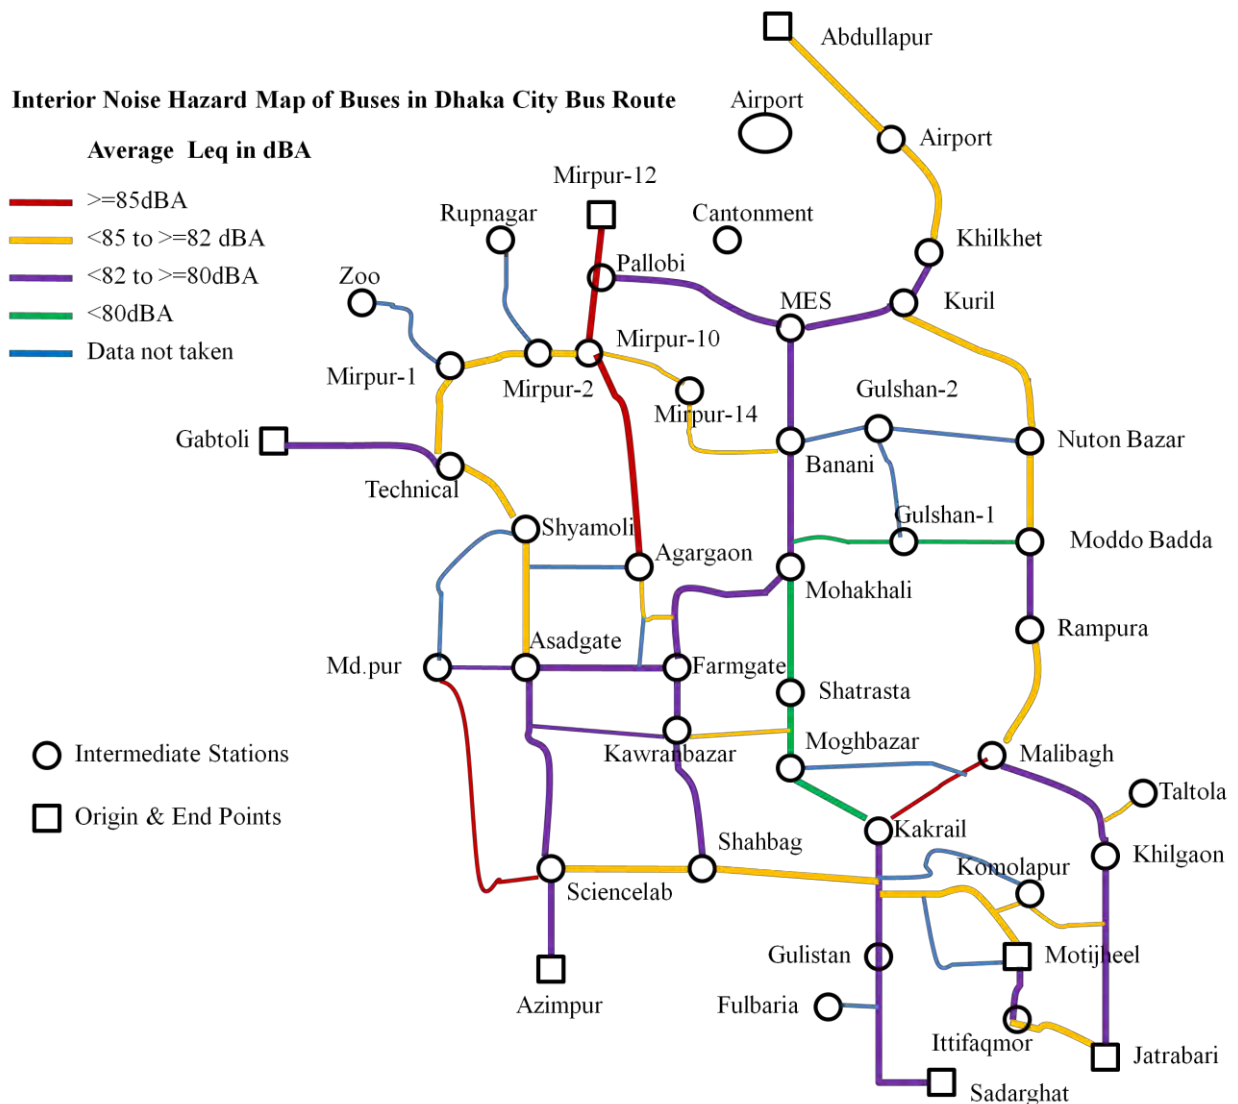 Abdullapur
Interior Noise Hazard Map of Buses in Dhaka City Bus Route
Airport
Airport
Average Leq in dBA
>=85dBA
<85 to >=82 dBA
<82 to >=80dBA
<80dBA
Data not taken
Mirpur-12
Rupnagar
Cantonment
Khilkhet
Zoo
Pallobi
MES
Kuril
Mirpur-10
Mirpur-1
Mirpur-2
Mirpur-14
Gulshan-2
Gabtoli
Nuton Bazar
Banani
Technical
Shyamoli
Gulshan-1
Moddo Badda
Agargaon
Mohakhali
Rampura
Asadgate
Md.pur
Farmgate
Shatrasta
Intermediate Stations
Kawranbazar
Moghbazar
Malibagh
Taltola
Origin & End Points
Kakrail
Shahbag
Khilgaon
Komolapur
Sciencelab
Gulistan
Motijheel
Azimpur
Fulbaria
Ittifaqmor
Jatrabari
Sadarghat